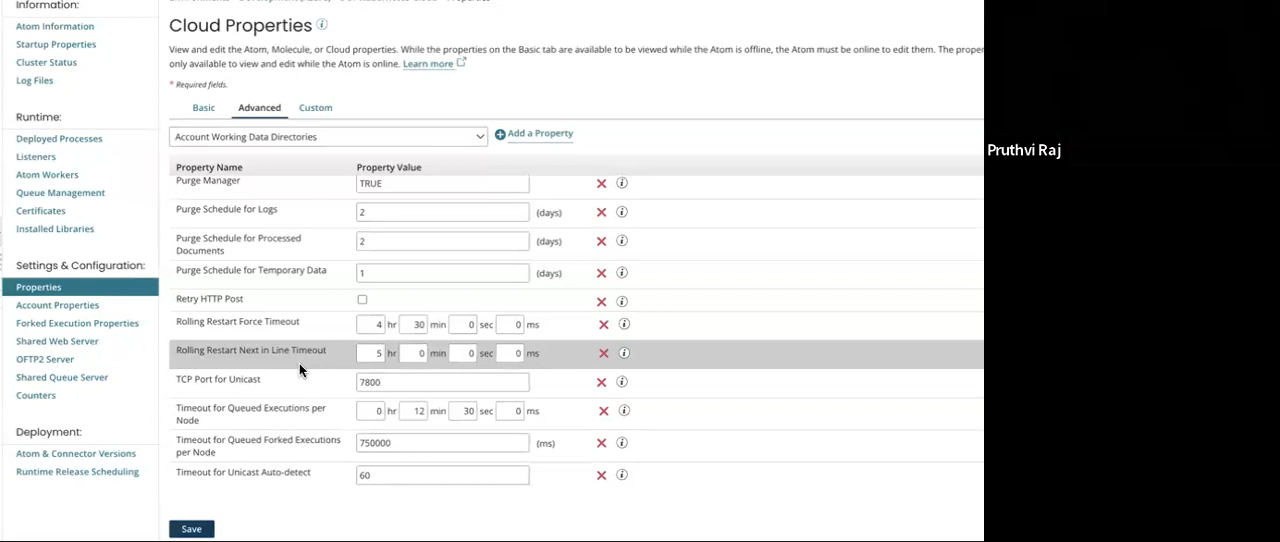 Information:
Atom Information
Startup Properties
Cluster Status
Log Files
Runtime:
Deployed Processes
Listeners
Atom Workers
Queue Management
Certificates
Installed Libraries
Settings & Configuration:
Properties
Account Properties
Forked Execution Properties
Shared Web Server
OFTP2 Server
Shared Queue Server
Counters
Deployment:
Atom & Connector Versions
Runtime Release Scheduling
Cloud Properties
View and edit the Atom, Molecule, or Cloud properties. While the properties on the Basic tab are available to be viewed while the Atom is offline, the Atom must be online to edit them. The proper
only available to view and edit while the Atom is online. Learn more
* Required fields.
Basic Advanced Custom
Account Working Data Directories Add a Property
Property Name Property Value
Purge Manager TRUE
Purge Schedule for Logs 2 (days)
Purge Schedule for Processed 2 (days)
Documents
Purge Schedule for Temporary Data 1 (days)
Retry HTTP Post
Rolling Restart Force Timeout 4 hr 30 min 0 sec 0 ms
Rolling Restart Next in Line Timeout 5 hr 0 min 0 sec 0 ms
TCP Port for Unicast 7800
Timeout for Queued Executions per 0 hr 12 min 30 sec 0 ms
Node
Timeout for Queued Forked Executions 750000 (ms)
per Node
Timeout for Unicast Auto-detect 60
Save
Pruthvi Raj